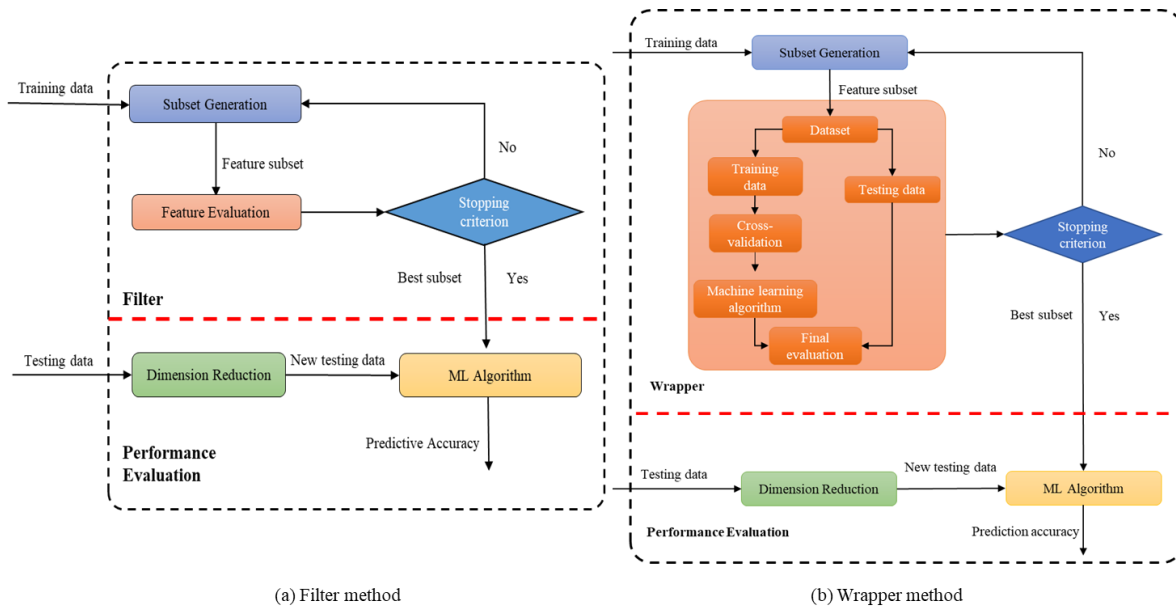 Training data
Subset Generation
No
Feature subset
Feature Evaluation
Stopping
criterion
Best subset
Yes
Filter
Testing data
Dimension Reduction
New testing data
ML Algorithm
Predictive Accuracy
Performance
Evaluation
(a) Filter method
Training data
Subset Generation
Feature subset
Dataset
No
Training
data
Testing data
Cross-
validation
Stopping
criterion
Machine learning
algorithm
Best subset
Yes
Final
evaluation
Wrapper
Testing data
Dimension Reduction
New testing data
ML Algorithm
Performance Evaluation
Prediction accuracy
(b) Wrapper method